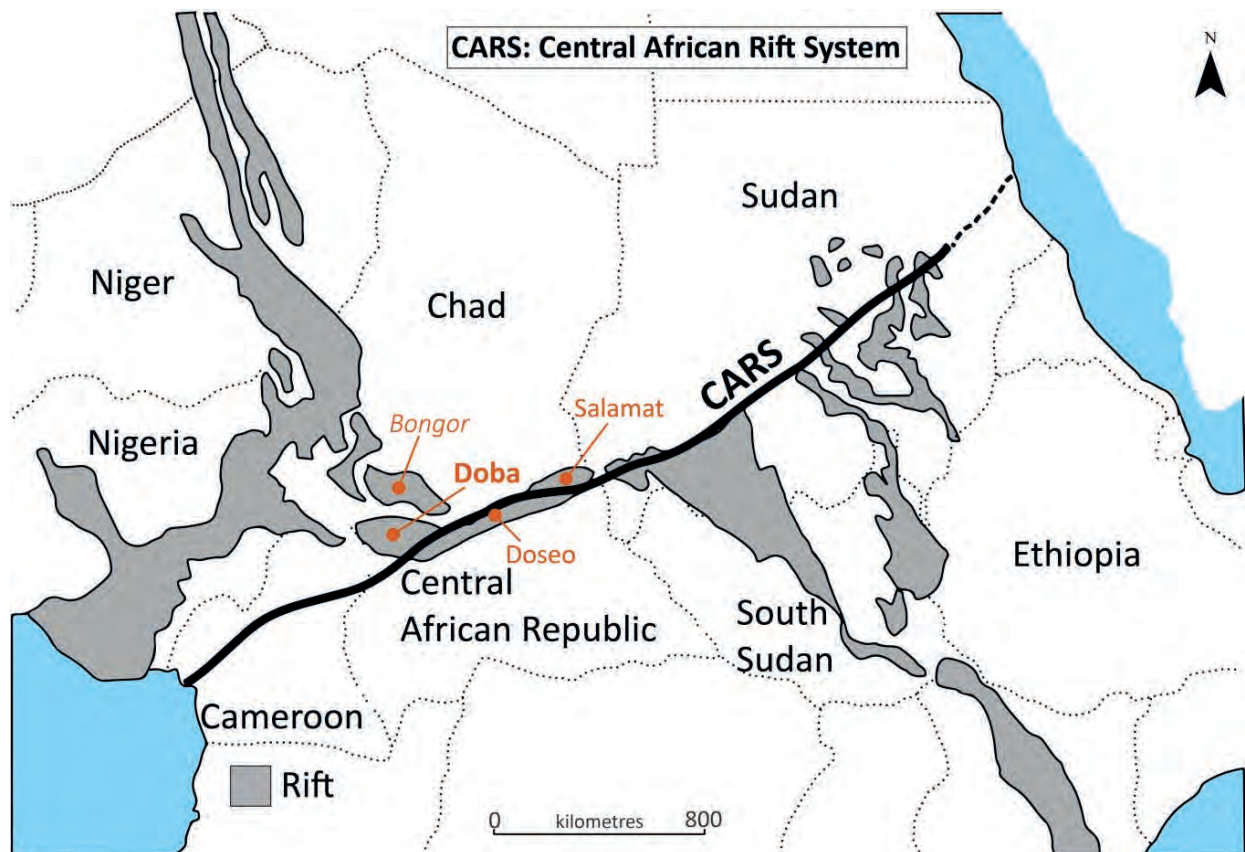 CARS: Central African Rift System
N
Sudan
Niger
Chad
CARS
Salamat
Bongor
Nigeria
Doba
Doseo
Ethiopia
Central
African Republic
South
Sudan
Cameroon
Rift
0 kilometres 800